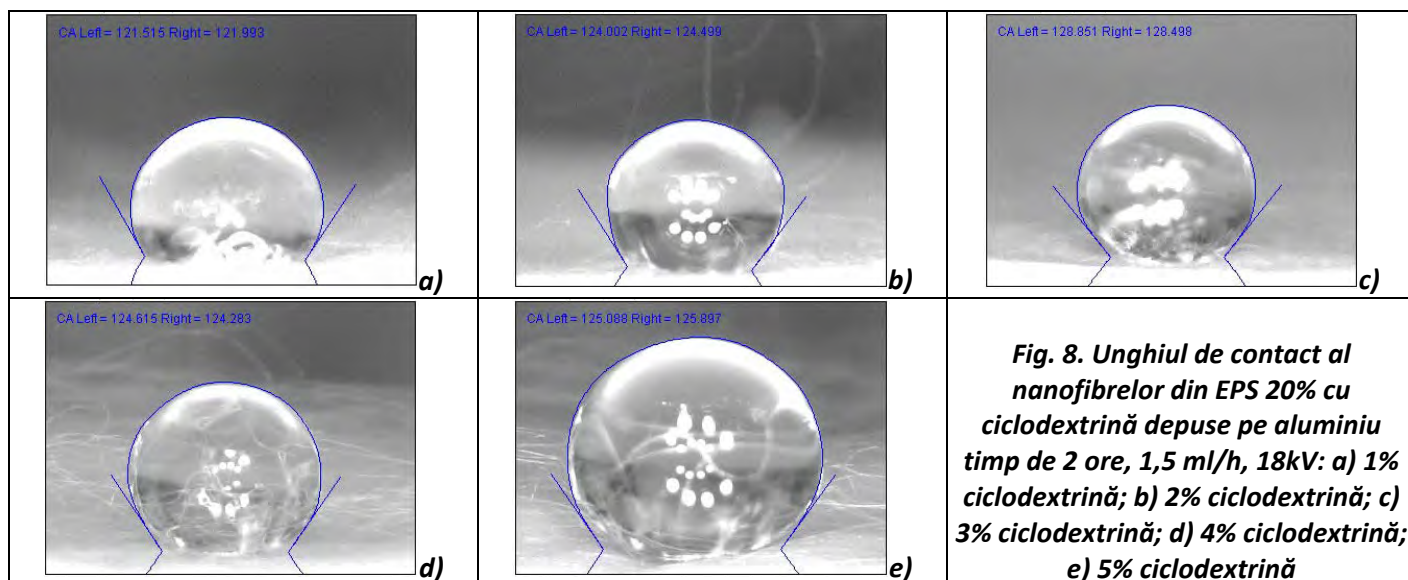 CA Left = 121.515 Right = 121.993
a)
CA Left = 124.002 Right = 124.499
b)
CA Left = 128.851 Right = 128.498
c)
CA Left = 124.615 Right = 124.283
d)
CA Left = 125.088 Right = 125.897
e)
Fig. 8. Unghiul de contact al
nanofibrelor din EPS 20% cu
ciclodextrină depuse pe aluminiu
timp de 2 ore, 1,5 ml/h, 18kV: a) 1%
ciclodextrină; b) 2% ciclodextrină; c)
3% ciclodextrină; d) 4% ciclodextrină;
e) 5% ciclodextrină